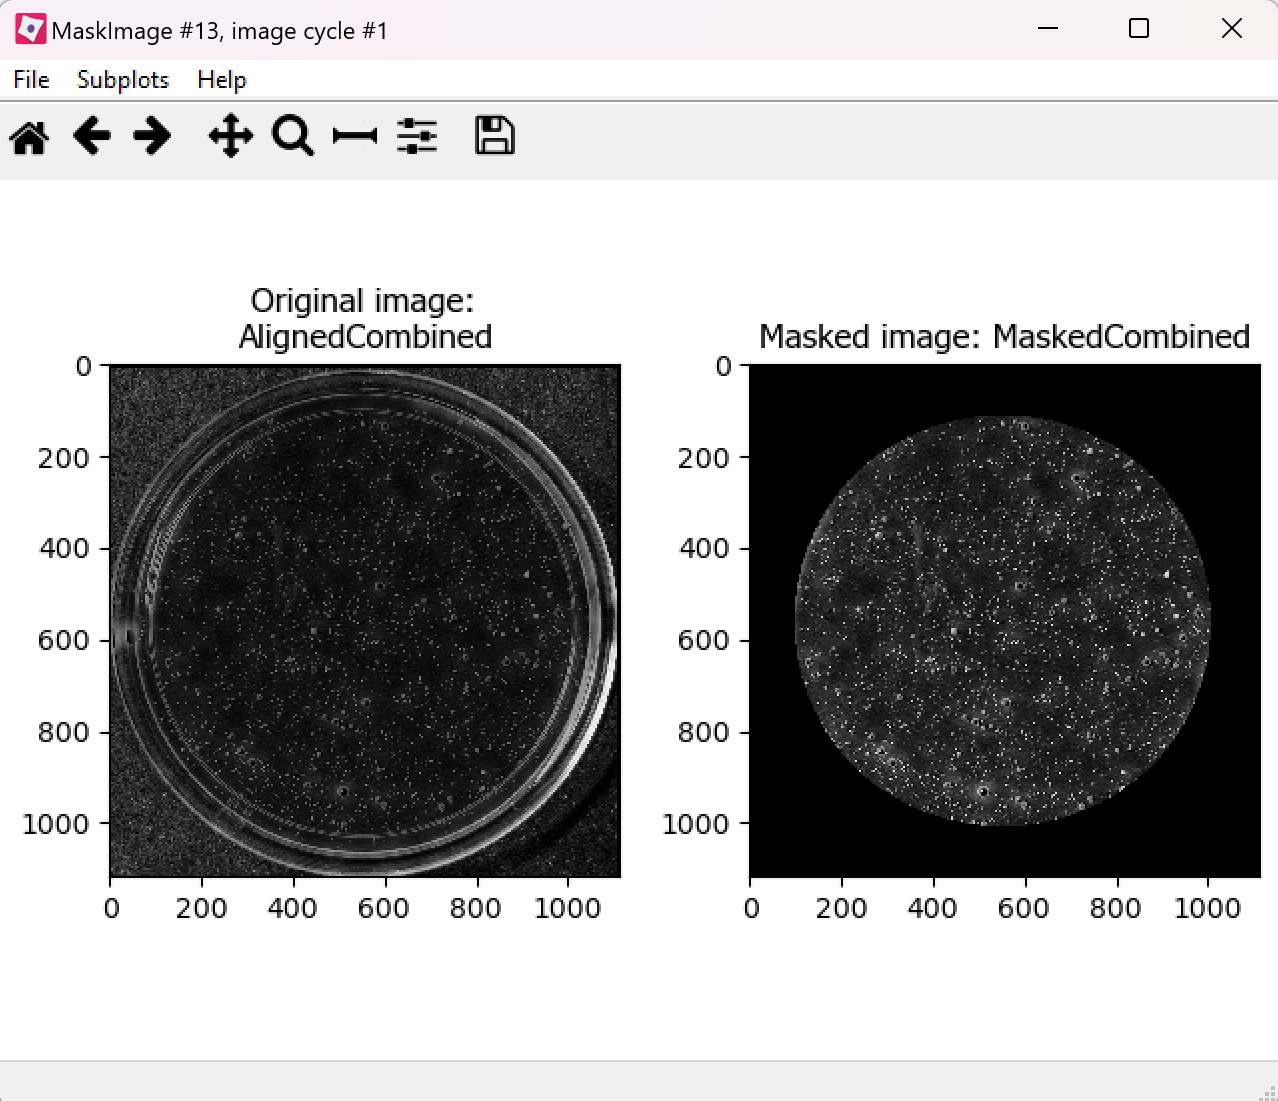 MaskImage #13, image cycle #1
File Subplots Help
Original image:
AlignedCombined
0
200
400
600
800
1000
0 200 400 600 800 1000
Masked image: MaskedCombined
0
200
400
600
800
1000
0 200 400 600 800 1000